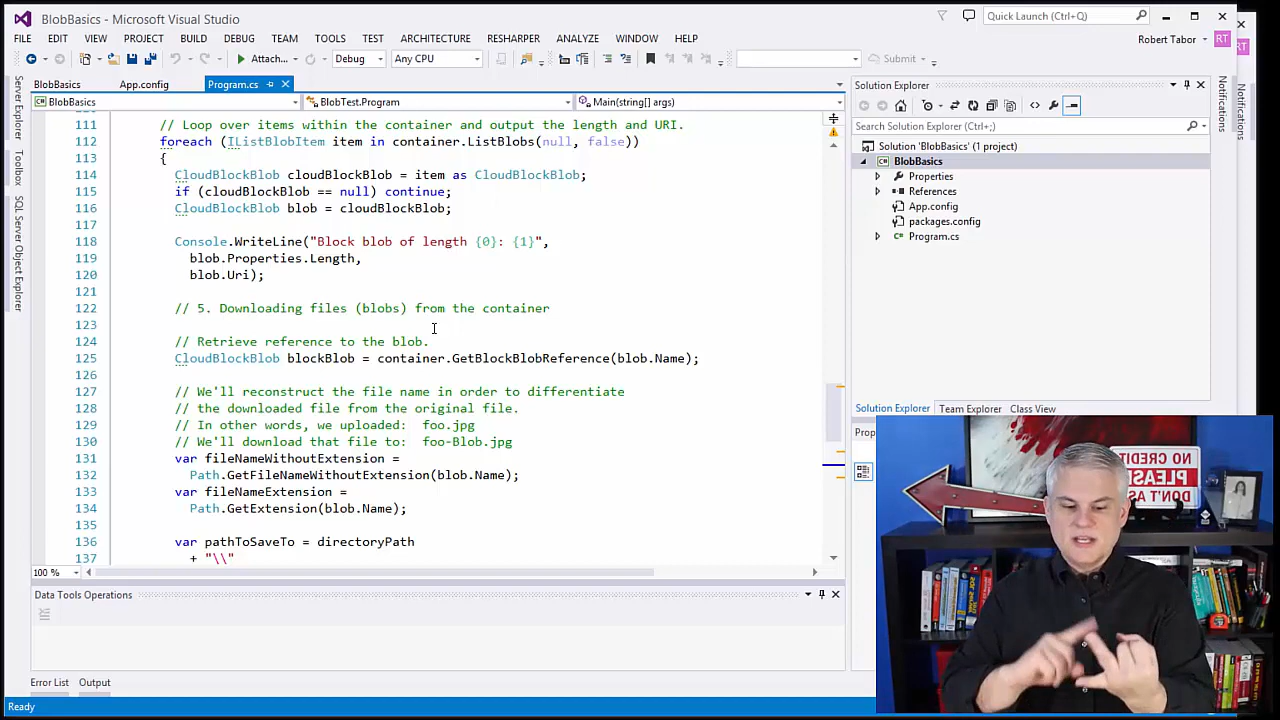 BlobBasics - Microsoft Visual Studio
Quick Launch (Ctrl+Q)
FILE EDIT VIEW PROJECT BUILD DEBUG TEAM TOOLS TEST ARCHITECTURE RESHARPER ANALYZE WINDOW HELP
Robert Tabor RT
RT
Attach... Debug Any CPU Submit
BlobBasics App.config Program.cs
BlobBasics BlobTest.Program Main(string[] args)
Server Explorer
Toolbox
SQL Server Object Explorer
111 // Loop over items within the container and output the length and URI.
112 foreach (IListBlobItem item in container.ListBlobs(null, false))
113 {
114 CloudBlockBlob cloudBlockBlob = item as CloudBlockBlob;
115 if (cloudBlockBlob == null) continue;
116 CloudBlockBlob blob = cloudBlockBlob;
117
118 Console.WriteLine("Block blob of length {0}: {1}",
119 blob.Properties.Length,
120 blob.Uri);
121
122 // 5. Downloading files (blobs) from the container
123
124 // Retrieve reference to the blob.
125 CloudBlockBlob blockBlob = container.GetBlockBlobReference(blob.Name);
126
127 // We'll reconstruct the file name in order to differentiate
128 // the downloaded file from the original file.
129 // In other words, we uploaded: foo.jpg
130 // We'll download that file to: foo-Blob.jpg
131 var fileNameWithoutExtension =
132 Path.GetFileNameWithoutExtension(blob.Name);
133 var fileNameExtension =
134 Path.GetExtension(blob.Name);
135
136 var pathToSaveTo = directoryPath
137 + "\\"
100 %
Data Tools Operations
Error List Output
Ready
Solution Explorer
Search Solution Explorer (Ctrl+;)
Solution 'BlobBasics' (1 project)
BlobBasics
Properties
References
App.config
packages.config
Program.cs
Solution Explorer Team Explorer Class View
Prop
Notifications
Notifications
NO CREDIT
PLEASE
DON'T AS